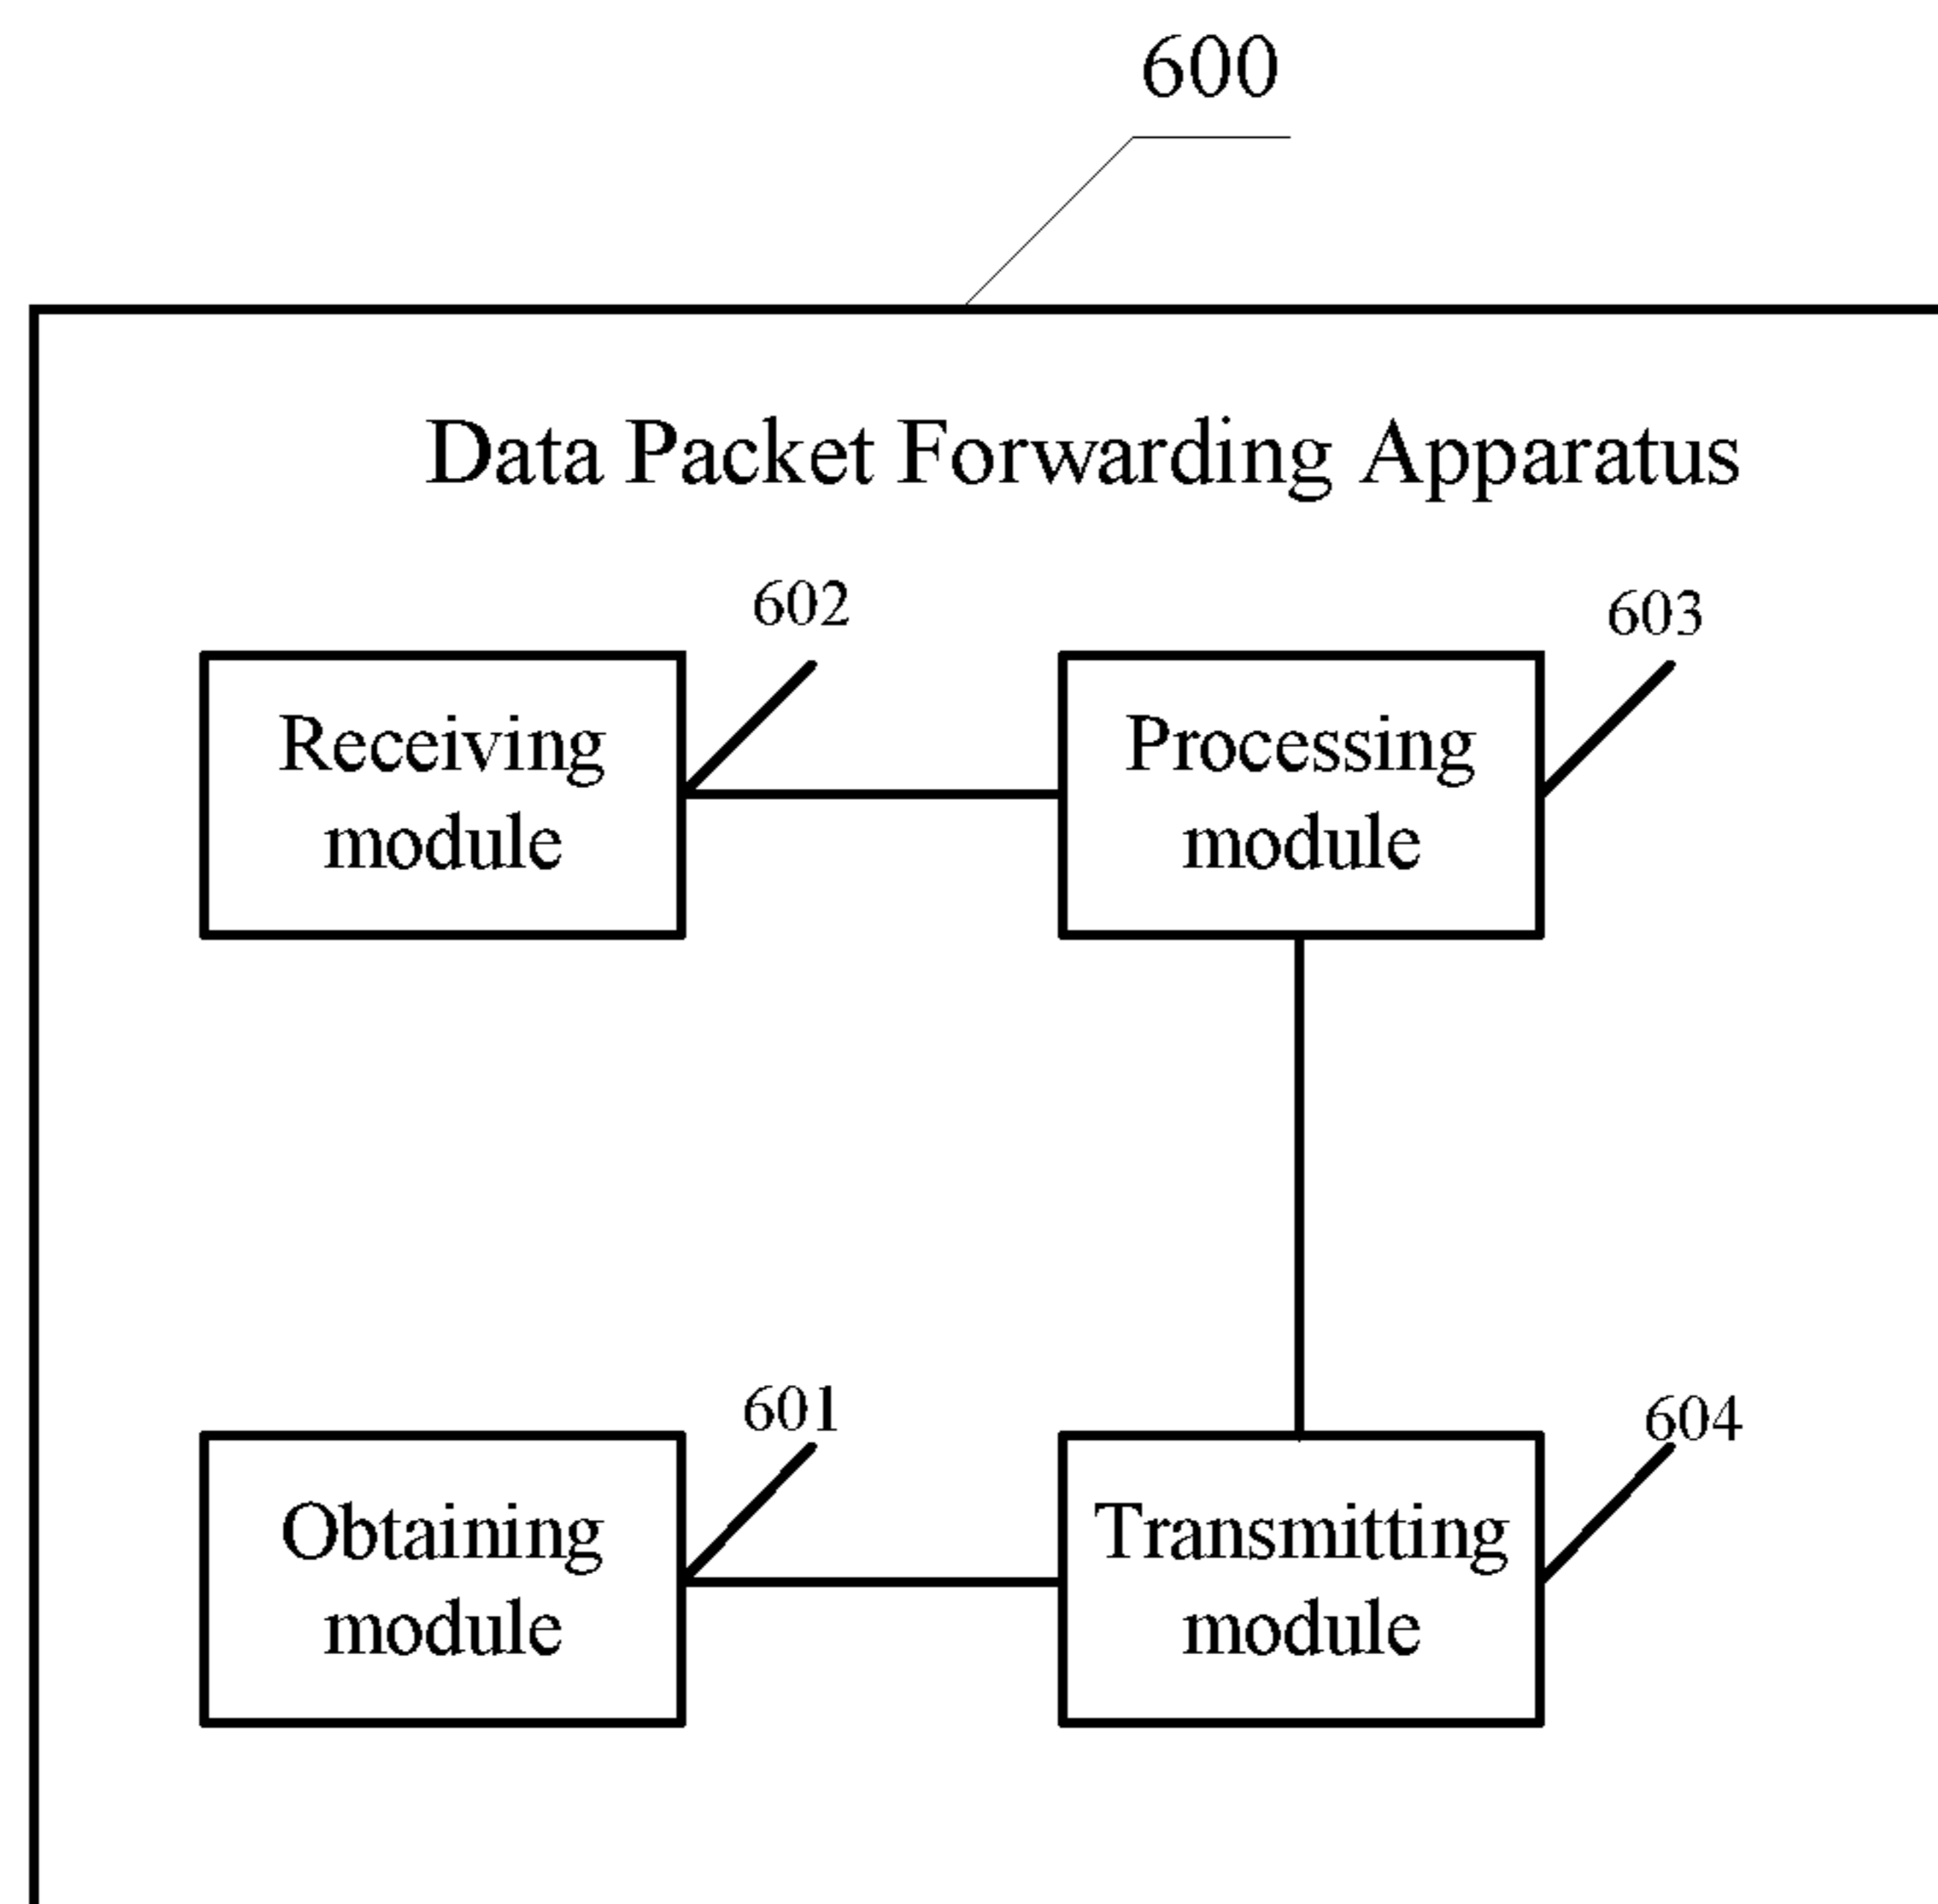 600
Data Packet Forwarding Apparatus
602
603
Receiving
module
Processing
module
601
604
Obtaining
module
Transmitting
module